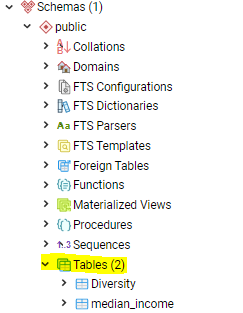 Schemas (1)
public
Collations
Domains
FTS Configurations
FTS Dictionaries
FTS Parsers
FTS Templates
Foreign Tables
Functions
Materialized Views
Procedures
Sequences
Tables (2)
Diversity
median_income